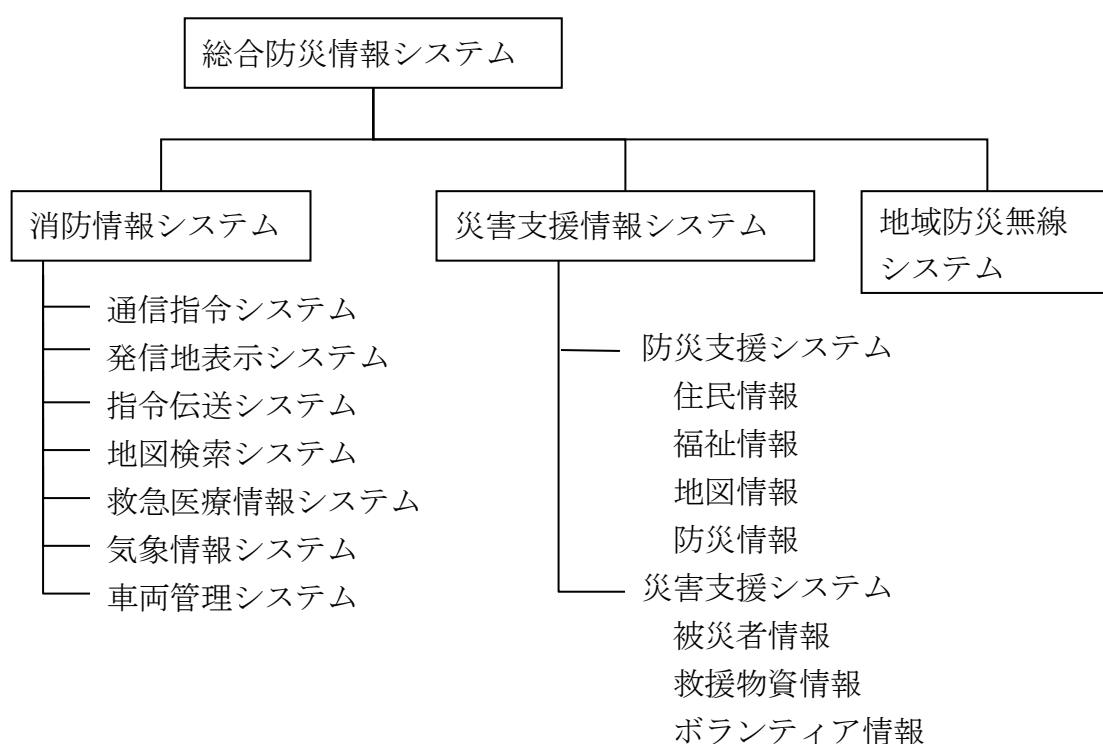 総合防災情報システム
消防情報システム
通信指令システム
発信地表示システム
指令伝送システム
地図検索システム
救急医療情報システム
気象情報システム
車両管理システム
災害支援情報システム
防災支援システム
住民情報
福祉情報
地図情報
防災情報
災害支援システム
被災者情報
救援物資情報
ボランティア情報
地域防災無線
システム